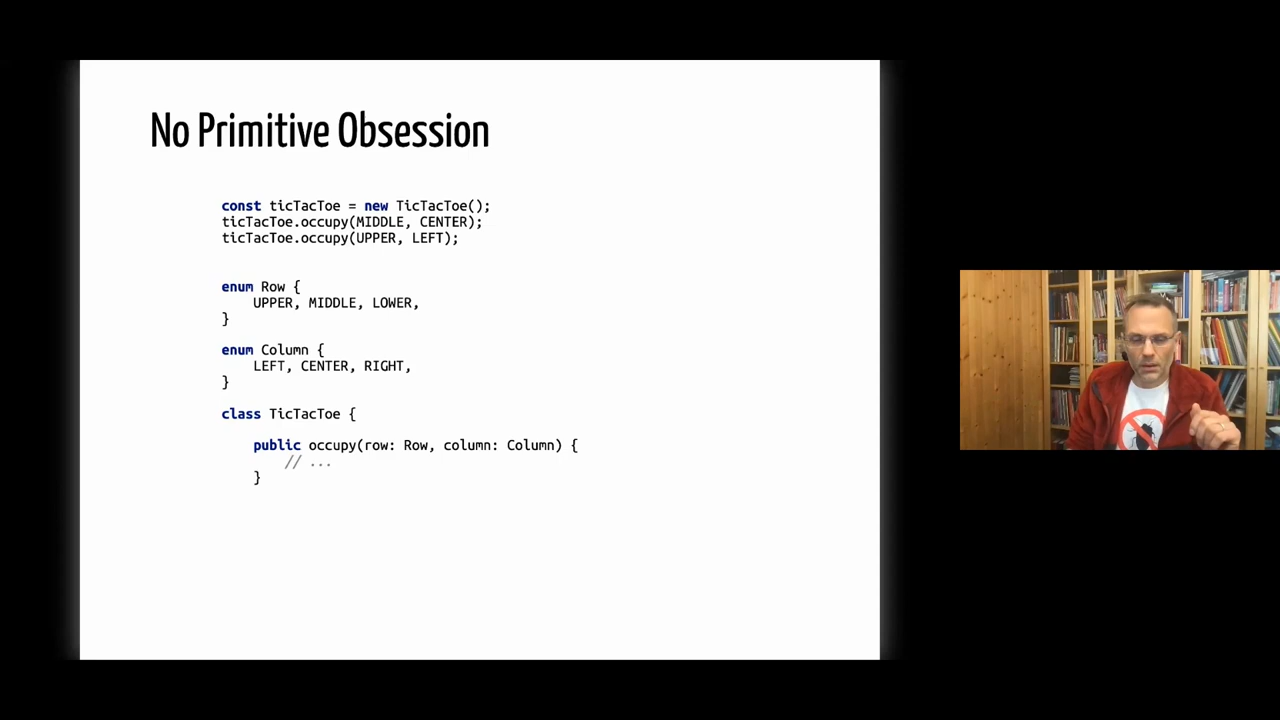 No Primitive Obsession
const ticTacToe = new TicTacToe();
ticTacToe.occupy(MIDDLE, CENTER);
ticTacToe.occupy(UPPER, LEFT);
enum Row {
UPPER, MIDDLE, LOWER,
}
enum Column {
LEFT, CENTER, RIGHT,
}
class TicTacToe {
public occupy(row: Row, column: Column) {
// ...
}